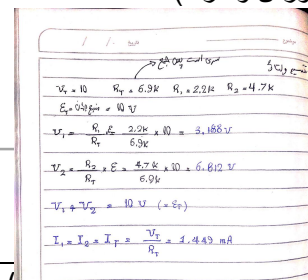 V_T = 10   R_T = 6.9K   R_1 = 2.2K   R_2 = 4.7K
= 10 V
V_1 = R_1/R_T × ε = 2.2K/6.9K × 10 = 3.188 V
V_2 = R_2/R_T × ε = 4.7K/6.9K × 10 = 6.812 V
V_1 + V_2 = 10 V (= ε_T)
I_1 = I_2 = I_T = V_T/R_T = 1.449 mA